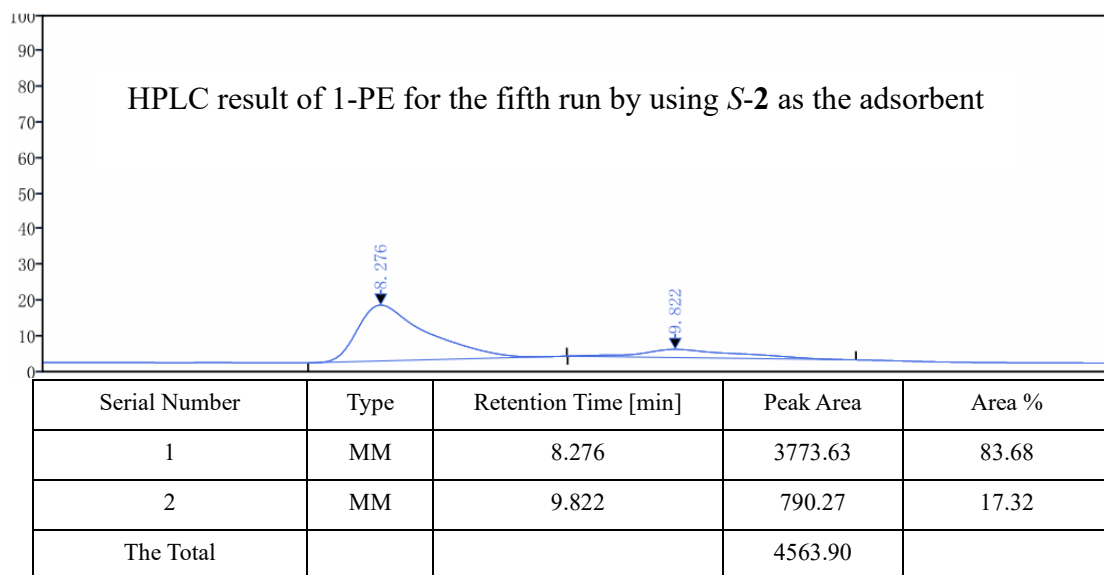 100
90
80
70
60
50
40
30
20
10
0
HPLC result of 1-PE for the fifth run by using S-2 as the adsorbent
8.276
9.822
Serial Number Type Retention Time [min] Peak Area Area %
1 MM 8.276 3773.63 83.68
2 MM 9.822 790.27 17.32
The Total 4563.90